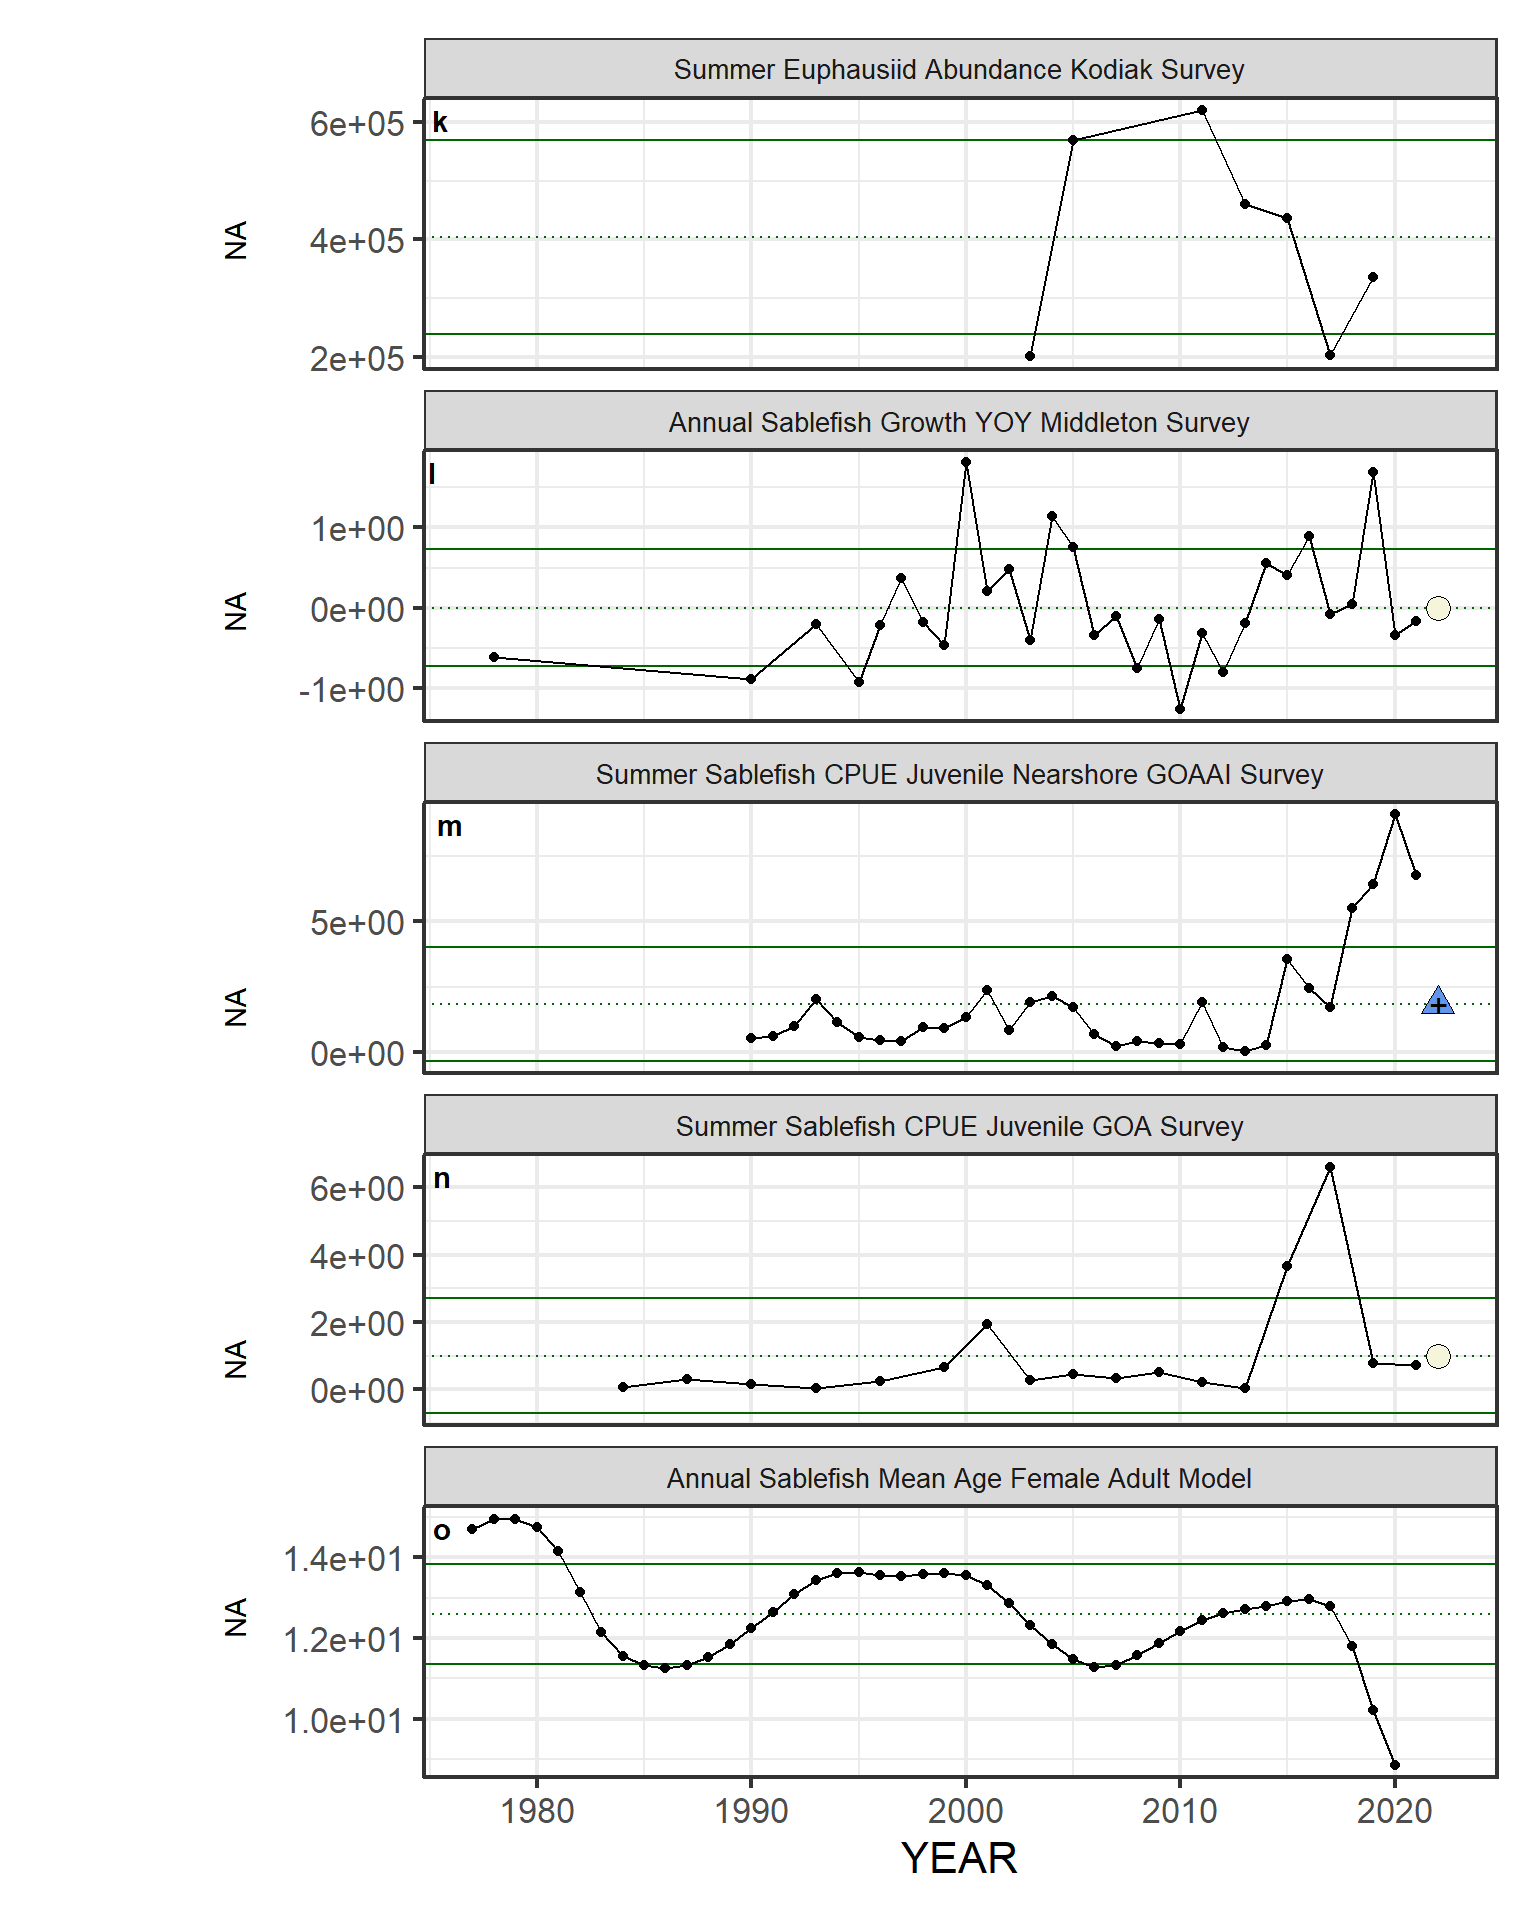 Summer Euphausiid Abundance Kodiak Survey
k
6e+05
4e+05
2e+05
NA
Annual Sablefish Growth YOY Middleton Survey
l
1e+00
0e+00
-1e+00
NA
Summer Sablefish CPUE Juvenile Nearshore GOAAI Survey
m
5e+00
0e+00
NA
+
Summer Sablefish CPUE Juvenile GOA Survey
n
6e+00
4e+00
2e+00
0e+00
NA
Annual Sablefish Mean Age Female Adult Model
o
1.4e+01
1.2e+01
1.0e+01
NA
1980 1990 2000 2010 2020
YEAR